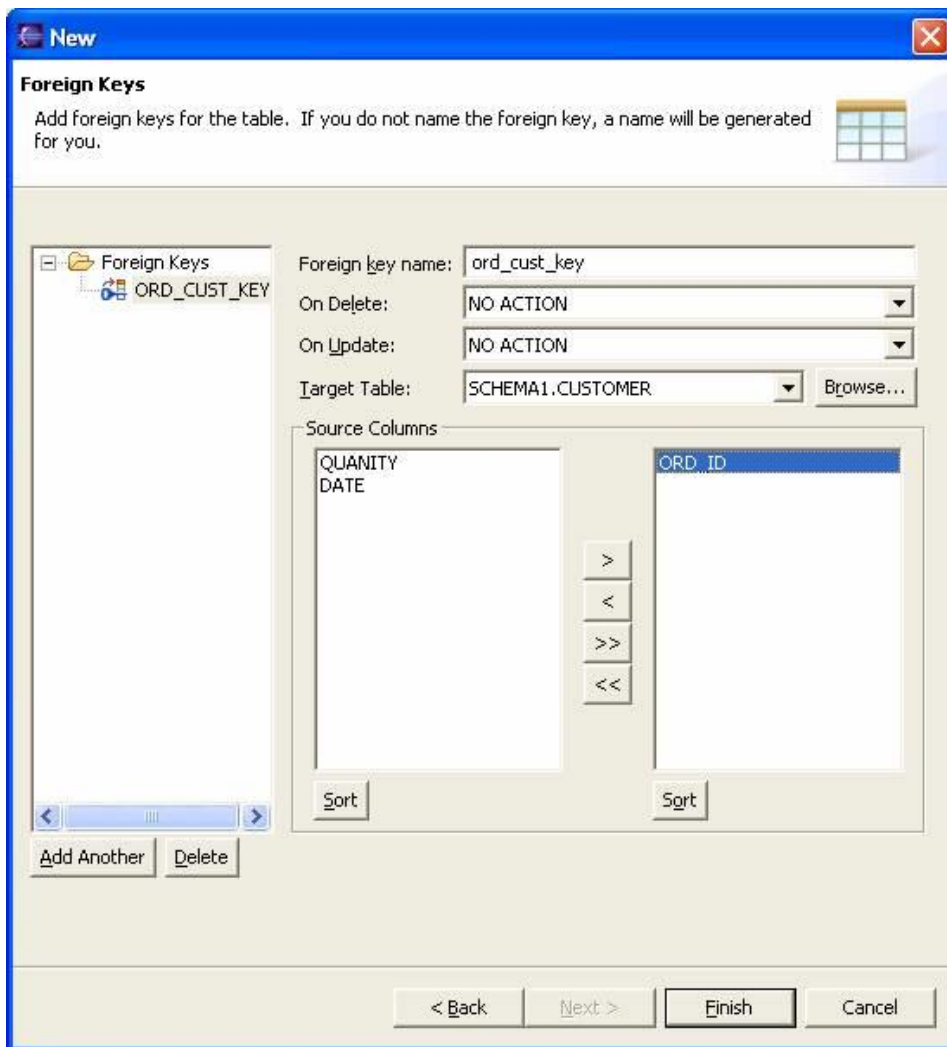 New
Foreign Keys
Add foreign keys for the table. If you do not name the foreign key, a name will be generated
for you.
Foreign Keys
ORD_CUST_KEY
Foreign key name: ord_cust_key
On Delete: NO ACTION
On Update: NO ACTION
Target Table: SCHEMA1.CUSTOMER Browse...
Source Columns
QUANITY
DATE
ORD_ID
>
<
>>
<<
Sort Sort
Add Another Delete
< Back Next > Finish Cancel